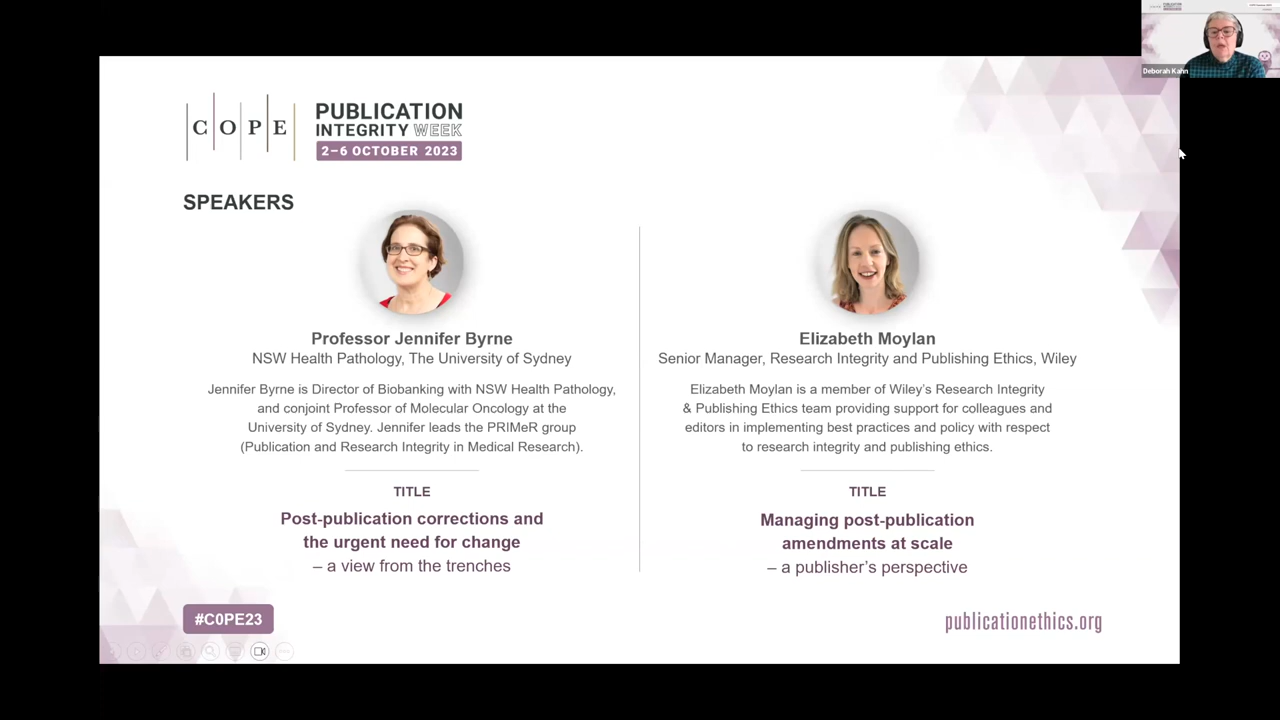 COPE
PUBLICATION
INTEGRITY WEEK
2–6 OCTOBER 2023
Deborah Kahn
SPEAKERS
Professor Jennifer Byrne
NSW Health Pathology, The University of Sydney
Jennifer Byrne is Director of Biobanking with NSW Health Pathology,
and conjoint Professor of Molecular Oncology at the
University of Sydney. Jennifer leads the PRIMeR group
(Publication and Research Integrity in Medical Research).
TITLE
Post-publication corrections and
the urgent need for change
– a view from the trenches
Elizabeth Moylan
Senior Manager, Research Integrity and Publishing Ethics, Wiley
Elizabeth Moylan is a member of Wiley’s Research Integrity
& Publishing Ethics team providing support for colleagues and
editors in implementing best practices and policy with respect
to research integrity and publishing ethics.
TITLE
Managing post-publication
amendments at scale
– a publisher’s perspective
#C0PE23
publicationethics.org